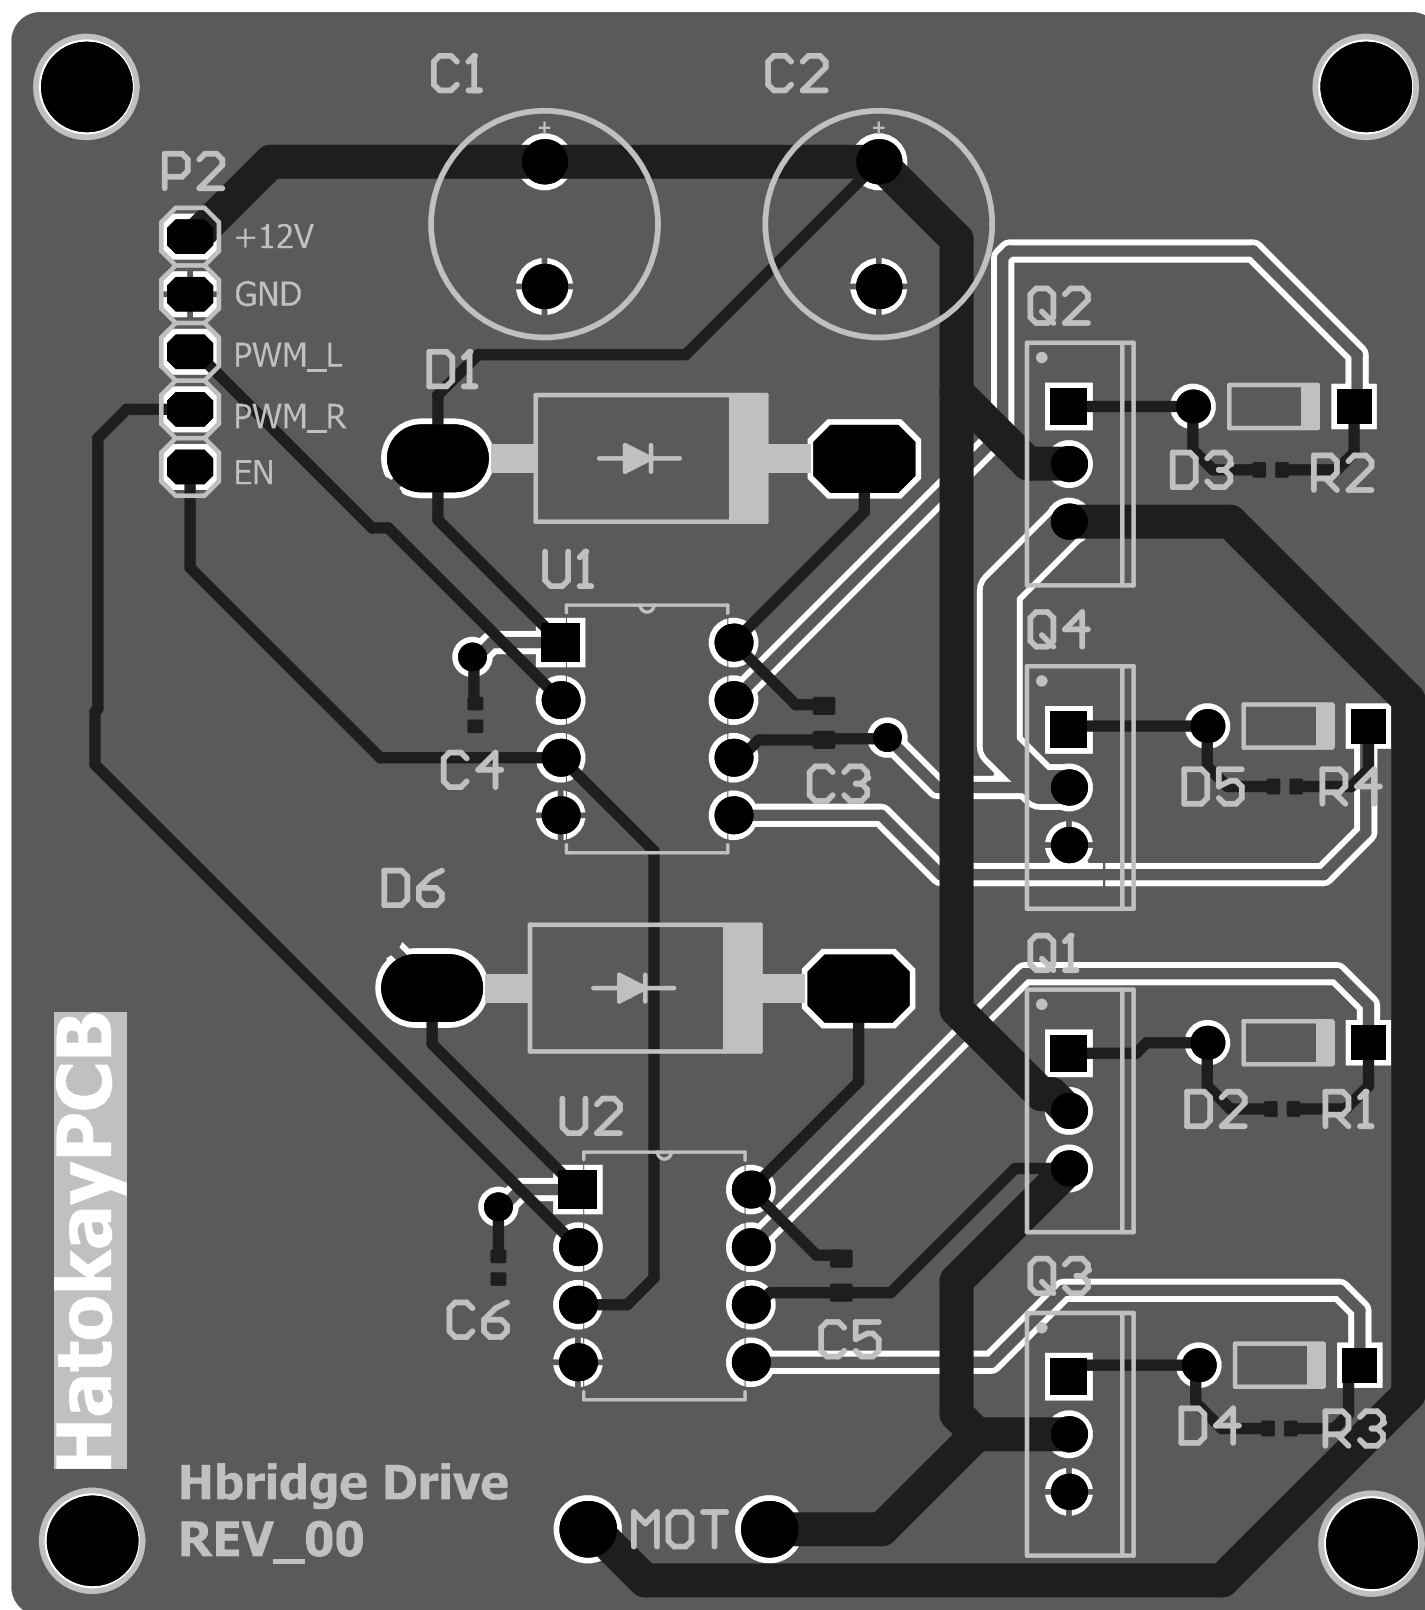 C1
C2
P2
+12V
GND
PWM_L
PWM_R
EN
Q2
D1
D3
R2
U1
Q4
C4
C3
D5
R4
D6
Q1
HatokayPCB
U2
D2
R1
Q3
C6
C5
D4
R3
Hbridge Drive
REV_00
MOT
+
+